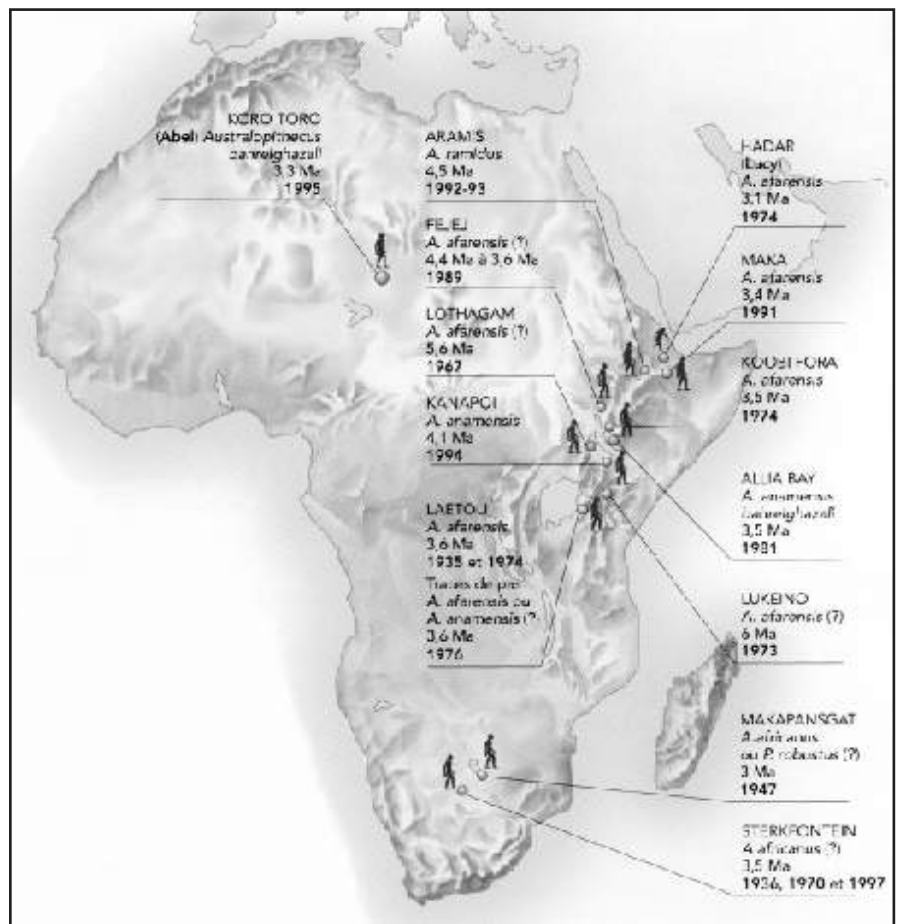 KORO TORO
(Abel) Australopithecus
bahrelghazali
3,3 Ma
1995
ARAMIS
A. ramidus
4,5 Ma
1992-93
FEJEJ
A. afarensis (?)
4,4 Ma à 3,6 Ma
1989
LOTHAGAM
A. afarensis (?)
5,6 Ma
1967
KANAPOI
A. anamensis
4,1 Ma
1994
LAETOLI
A. afarensis
3,6 Ma
1935 et 1974
Traces de
A. afarensis ou
A. anamensis (?
3,6 Ma
1976
HADAR
(Lucy)
A. afarensis
3,1 Ma
1974
MAKA
A. afarensis
3,4 Ma
1991
KOOBI FORA
A. afarensis
3,5 Ma
1974
ALLIA BAY
A. anamensis
bahrelghazali
3,5 Ma
1981
LUKEINO
A. afarensis (?)
6 Ma
1973
MAKAPANSGAT
A. africanus
ou P. robustus (?)
3 Ma
1947
STERKFONTEIN
A africanus (?)
3,5 Ma
1936, 1970 et 1997